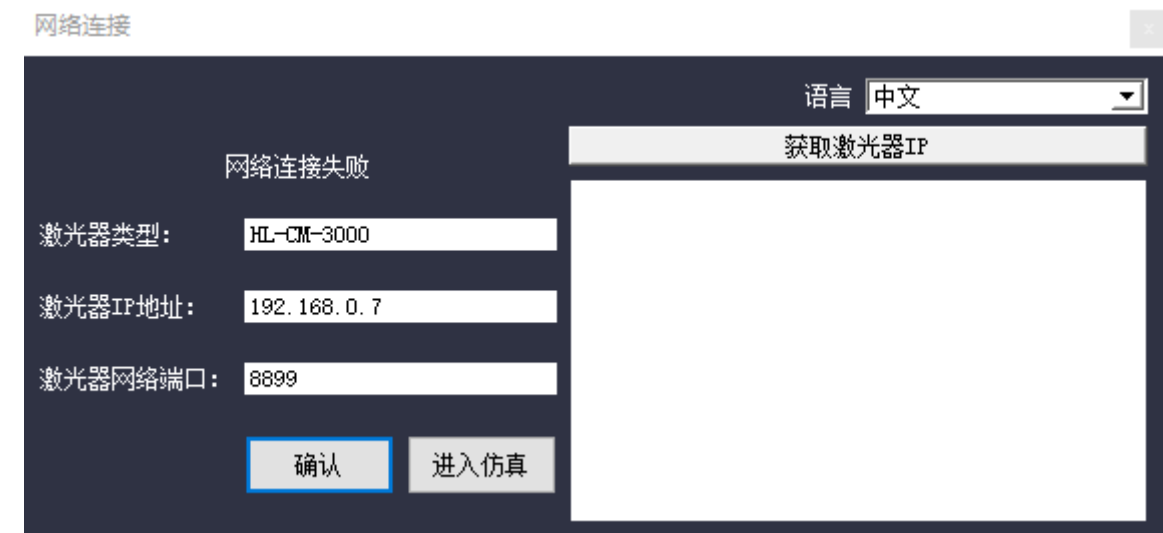 网络连接
x
语言 中文
获取激光器IP
网络连接失败
激光器类型: HL-CM-3000
激光器IP地址: 192.168.0.7
激光器网络端口: 8899
确认 进入仿真